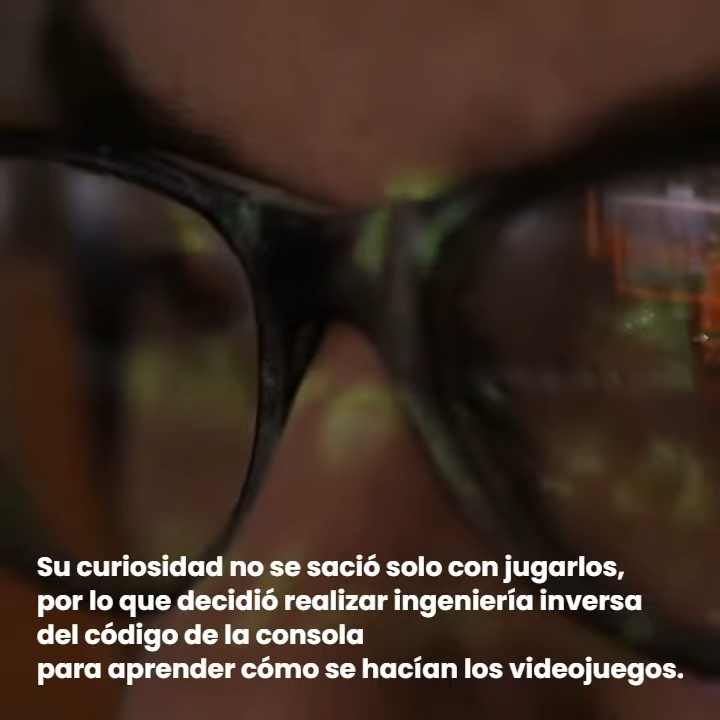 Su curiosidad no se sació solo con jugarlos,
por lo que decidió realizar ingeniería inversa
del código de la consola
para aprender cómo se hacían los videojuegos.